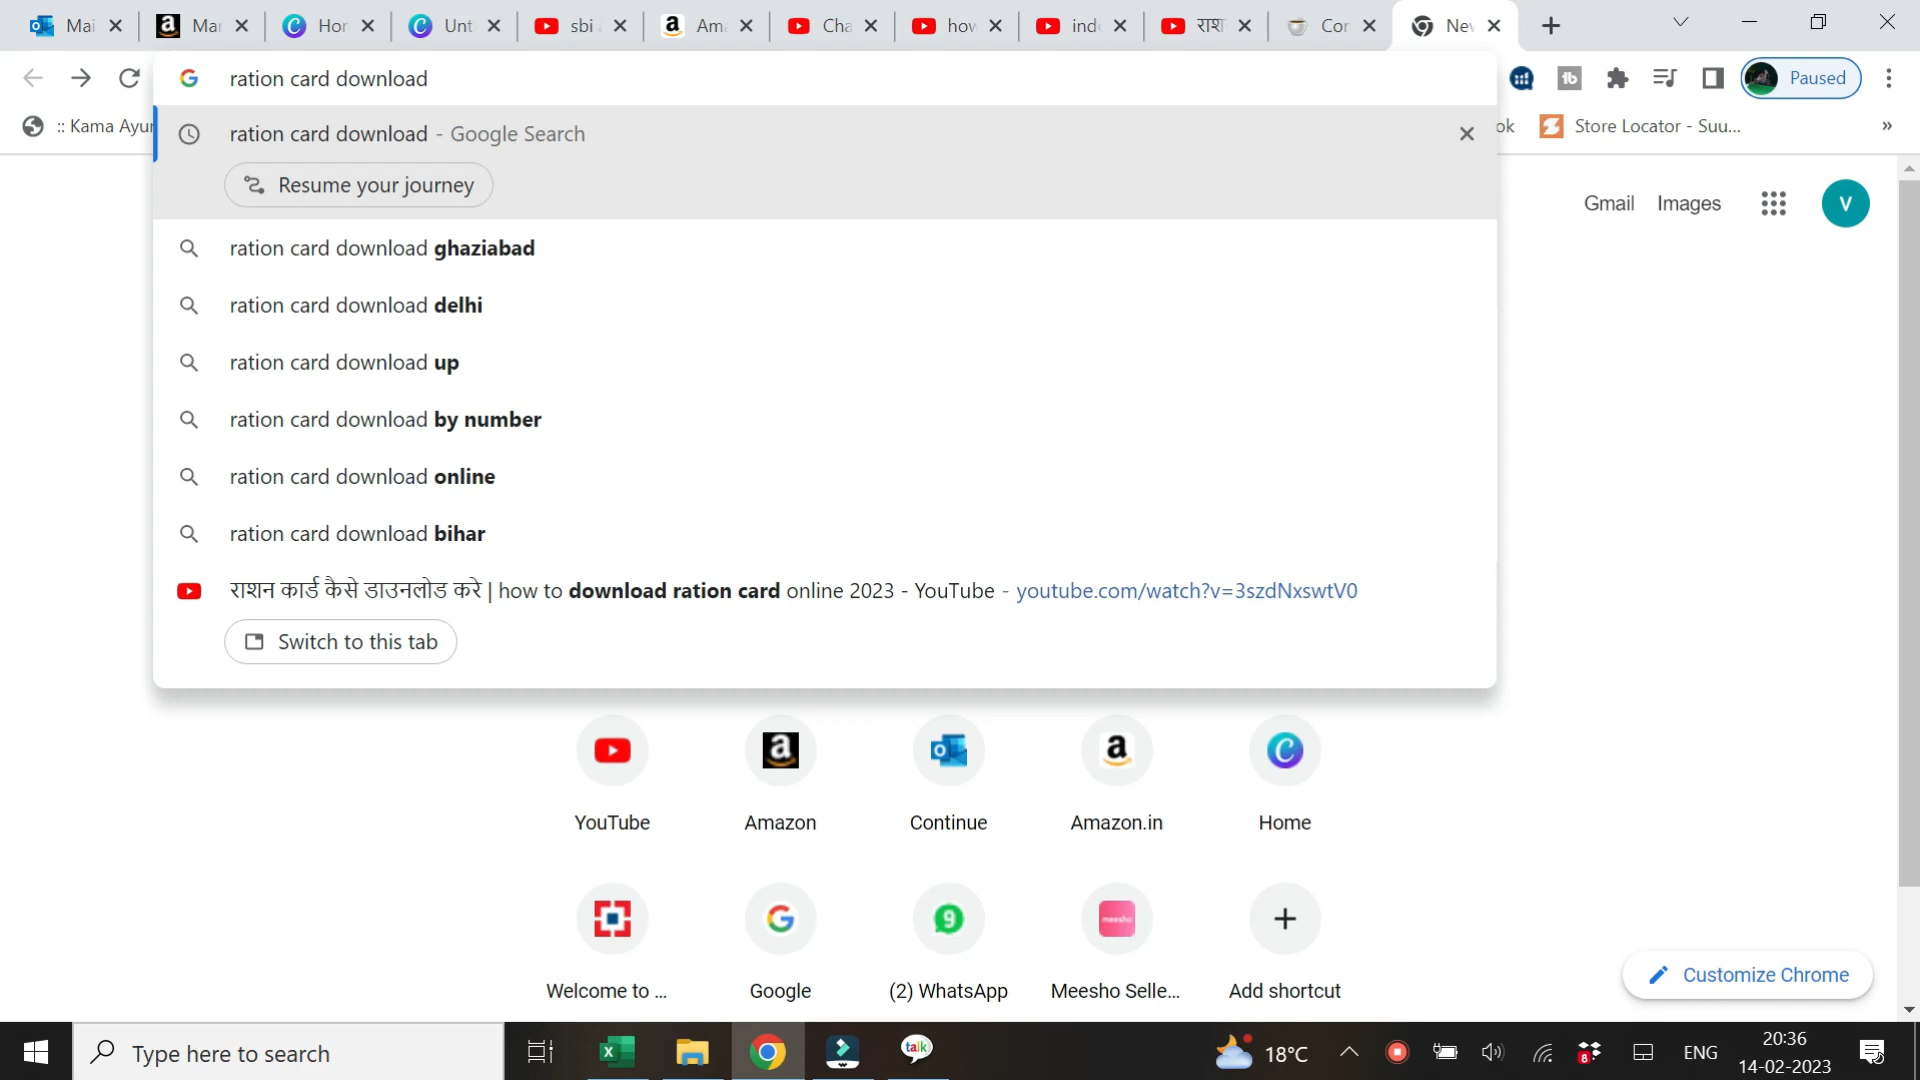 Mai
Mar
Hor
Unt
sbi
Ama
Cha
how
ind
राश
Cor
Nev
ration card download
Paused
:: Kama Ayur
ok
Store Locator - Suu...
»
ration card download - Google Search
Resume your journey
Gmail
Images
V
ration card download ghaziabad
ration card download delhi
ration card download up
ration card download by number
ration card download online
ration card download bihar
राशन कार्ड कैसे डाउनलोड करे | how to download ration card online 2023 - YouTube - youtube.com/watch?v=3szdNxswtV0
Switch to this tab
YouTube
Amazon
Continue
Amazon.in
Home
meesho
Welcome to ...
Google
(2) WhatsApp
Meesho Selle...
Add shortcut
Customize Chrome
Type here to search
talk
18°C
8
ENG
20:36
14-02-2023